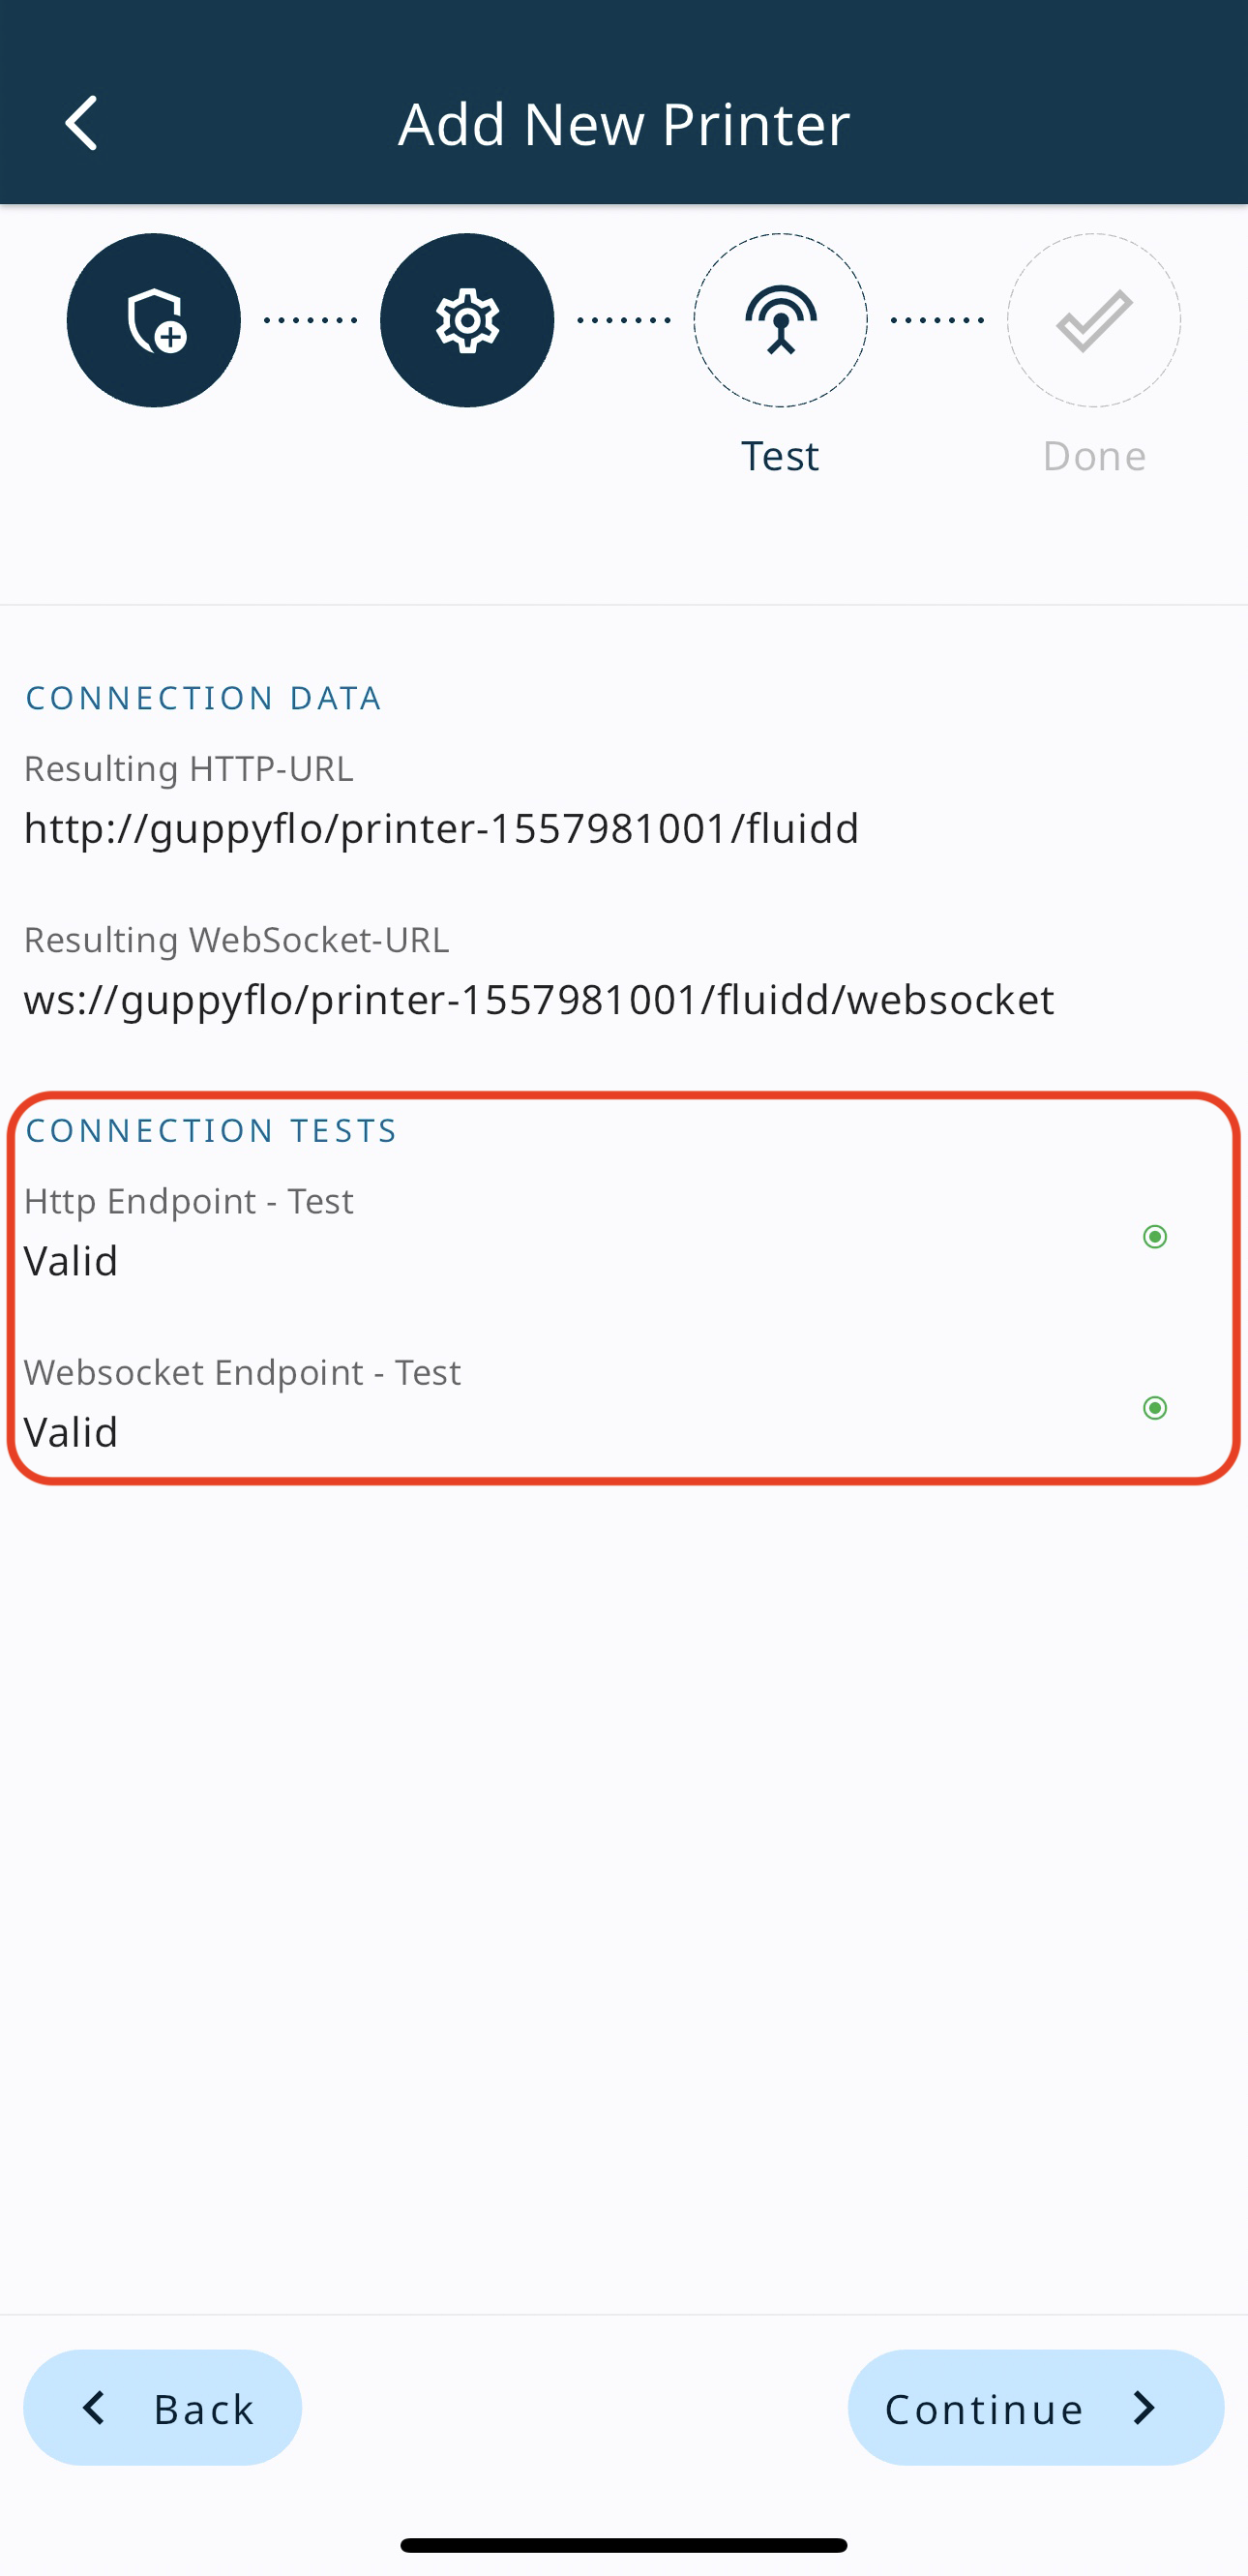 Add New Printer
Test
Done
CONNECTION DATA
Resulting HTTP-URL
http://guppyflo/printer-1557981001/fluidd
Resulting WebSocket-URL
ws://guppyflo/printer-1557981001/fluidd/websocket
CONNECTION TESTS
Http Endpoint - Test
Valid
Websocket Endpoint - Test
Valid
Back
Continue